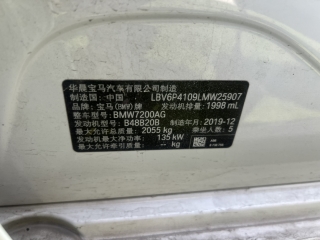 华晨宝马汽车有限公司制造
制造国：中国 LBV6P4109LMW25907
品牌：宝马(BMW)牌 发动机排量：1998 mL
整车型号：BMW7200AG
发动机型号：B48B20B 制造年月：2019-12
最大允许总质量：2055 kg 乘坐人数：5
发动机最大净功率：135 kW
最大允许牵引质量：-- kg